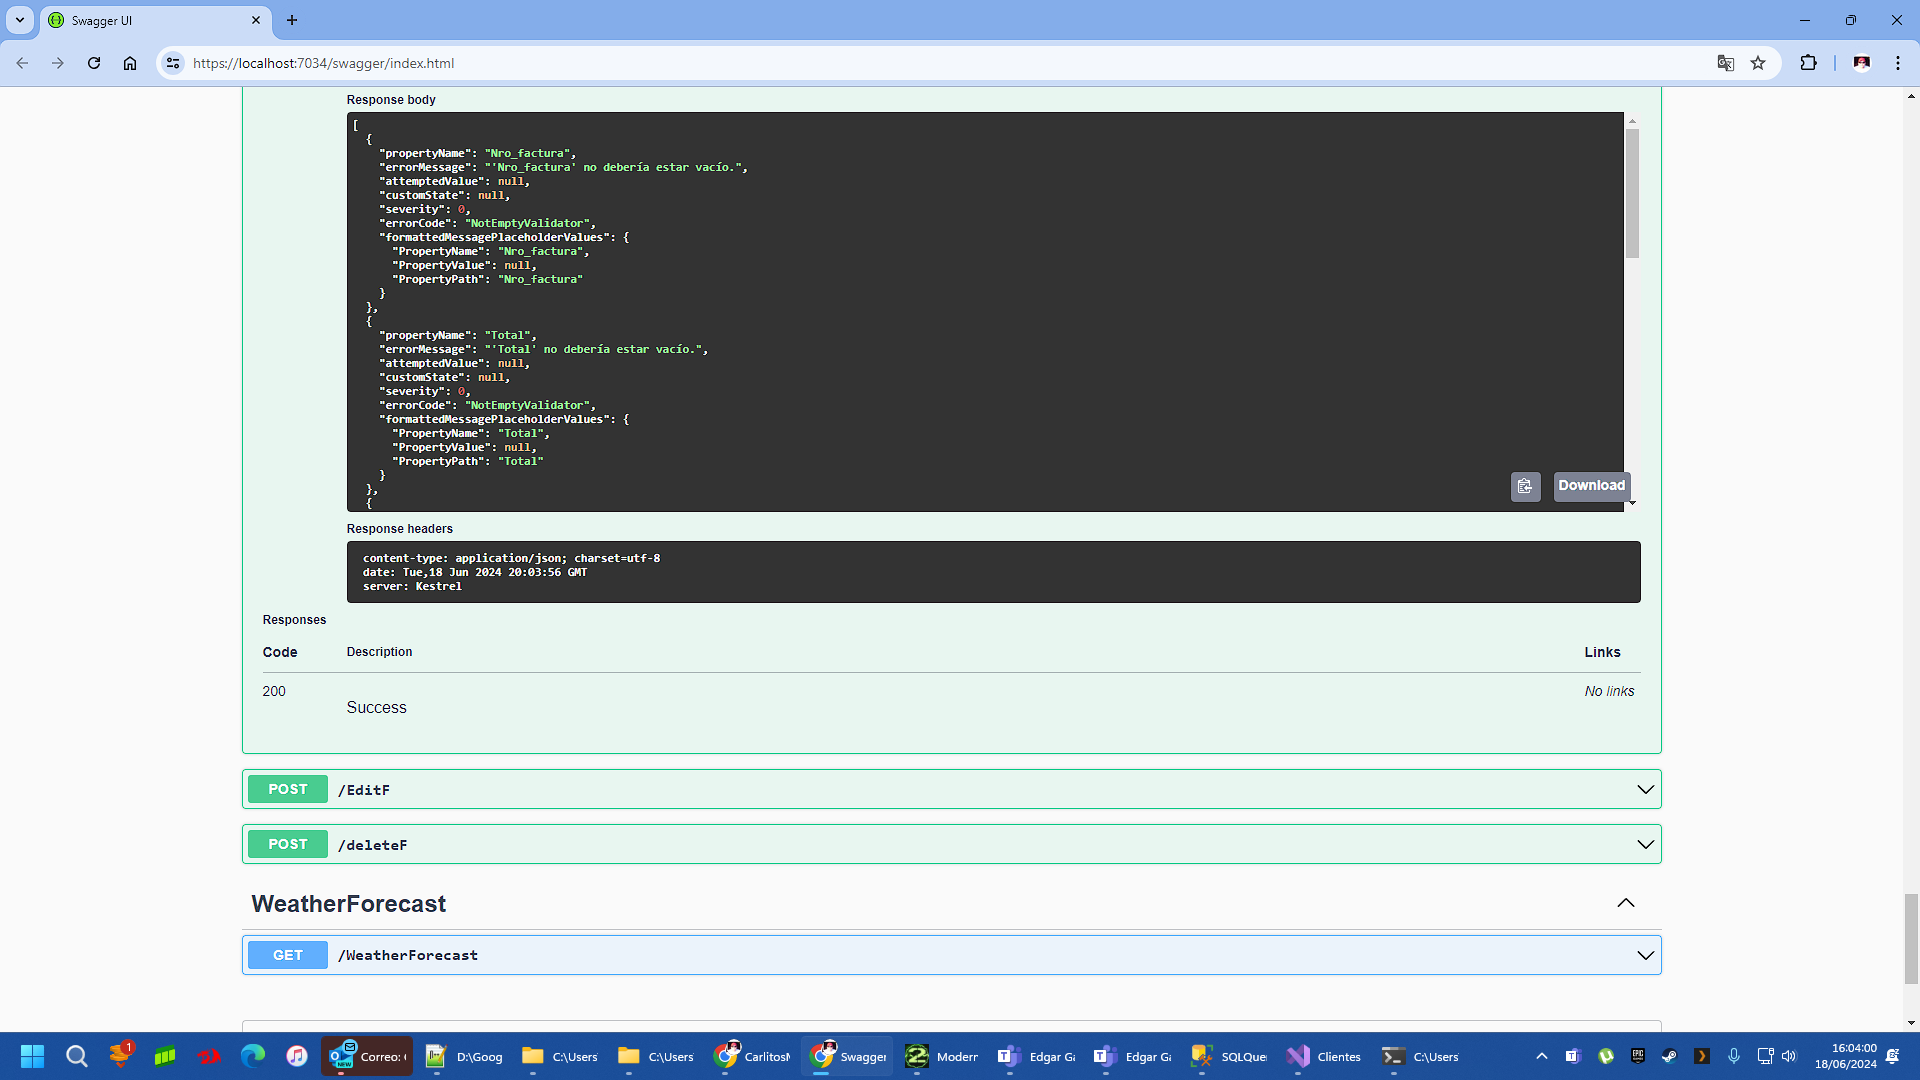 Swagger UI
https://localhost:7034/swagger/index.html
Response body
[
{
"propertyName": "Nro_factura",
"errorMessage": "'Nro_factura' no debería estar vacío.",
"attemptedValue": null,
"customState": null,
"severity": 0,
"errorCode": "NotEmptyValidator",
"formattedMessagePlaceholderValues": {
"PropertyName": "Nro_factura",
"PropertyValue": null,
"PropertyPath": "Nro_factura"
}
},
{
"propertyName": "Total",
"errorMessage": "'Total' no debería estar vacío.",
"attemptedValue": null,
"customState": null,
"severity": 0,
"errorCode": "NotEmptyValidator",
"formattedMessagePlaceholderValues": {
"PropertyName": "Total",
"PropertyValue": null,
"PropertyPath": "Total"
}
},
{
Download
Response headers
content-type: application/json; charset=utf-8
date: Tue,18 Jun 2024 20:03:56 GMT
server: Kestrel
Responses
Code Description Links
200 No links
Success
POST /EditF
POST /deleteF
WeatherForecast
GET /WeatherForecast
1 NEW Correo: D:\Goog C:\Users C:\Users Carlitos Swagger Modern Edgar Ga Edgar Ga SQLQue Clientes C:\Users 16:04:00
18/06/2024